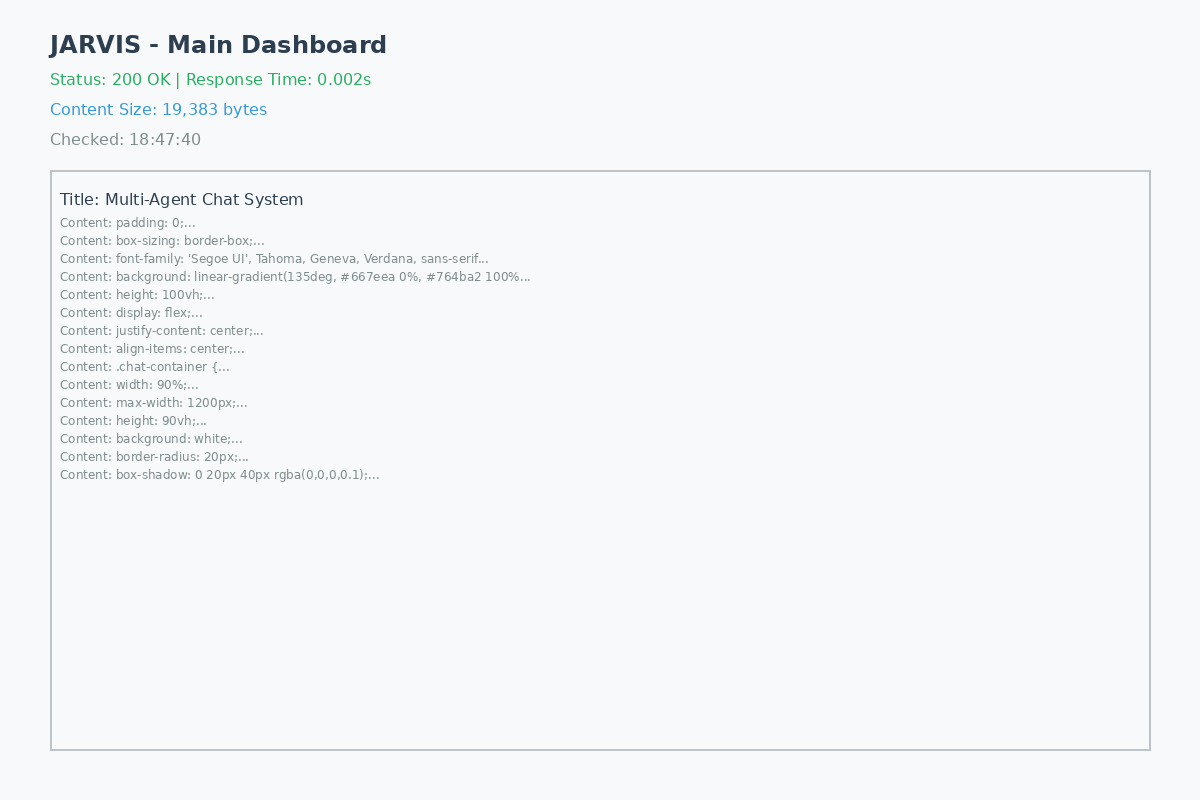 JARVIS - Main Dashboard
Status: 200 OK | Response Time: 0.002s
Content Size: 19,383 bytes
Checked: 18:47:40
Title: Multi-Agent Chat System
Content: padding: 0;...
Content: box-sizing: border-box;...
Content: font-family: 'Segoe UI', Tahoma, Geneva, Verdana, sans-serif...
Content: background: linear-gradient(135deg, #667eea 0%, #764ba2 100%...
Content: height: 100vh;...
Content: display: flex;...
Content: justify-content: center;...
Content: align-items: center;...
Content: .chat-container {...
Content: width: 90%;...
Content: max-width: 1200px;...
Content: height: 90vh;...
Content: background: white;...
Content: border-radius: 20px;...
Content: box-shadow: 0 20px 40px rgba(0,0,0,0.1);...